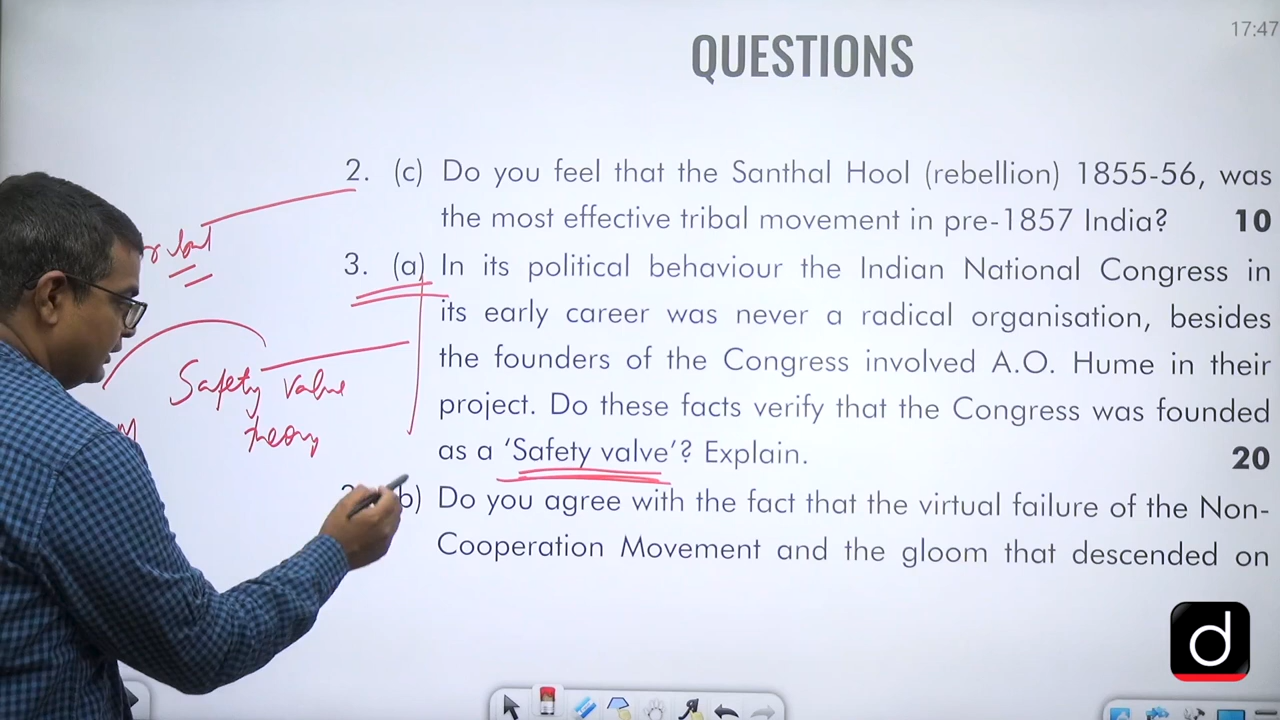 17:47
QUESTIONS
2. (c) Do you feel that the Santhal Hool (rebellion) 1855-56, was
the most effective tribal movement in pre-1857 India? 10
3. (a) In its political behaviour the Indian National Congress in
its early career was never a radical organisation, besides
the founders of the Congress involved A.O. Hume in their
project. Do these facts verify that the Congress was founded
as a ‘Safety valve’? Explain. 20
b) Do you agree with the fact that the virtual failure of the Non-
Cooperation Movement and the gloom that descended on
Safety Valve
theory
d